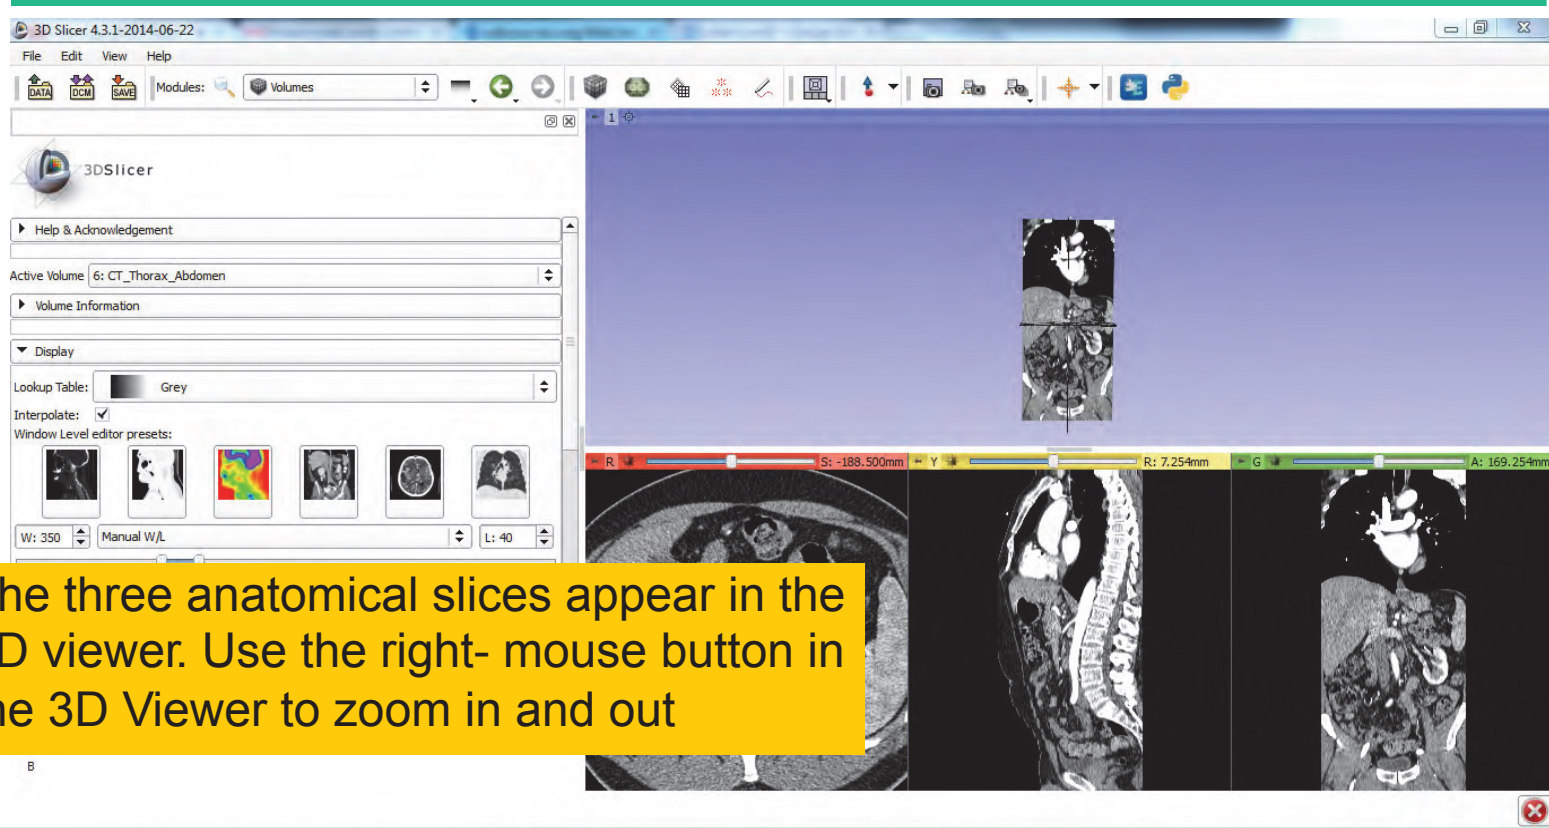 3D Slicer 4.3.1-2014-06-22
File Edit View Help
DATA DCM SAVE Modules: Volumes
1
3DSlicer
Help & Acknowledgement
Active Volume 6: CT_Thorax_Abdomen
Volume Information
Display
Lookup Table: Grey
Interpolate:
Window Level editor presets:
R S: -188.500mm Y R: 7.254mm G A: 169.254mm
W: 350 Manual W/L L: 40
he three anatomical slices appear in the
D viewer. Use the right- mouse button in
he 3D Viewer to zoom in and out
B